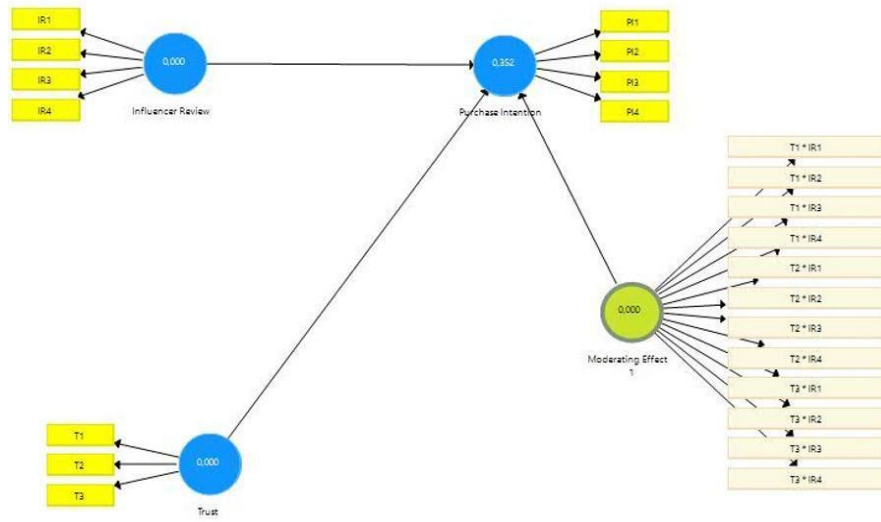 IR1
IR2
IR3
IR4
0,000
Influencer Review
0,352
Purchase Intention
PI1
PI2
PI3
PI4
T1 * IR1
T1 * IR2
T1 * IR3
T1 * IR4
T2 * IR1
T2 * IR2
T2 * IR3
T2 * IR4
T3 * IR1
T3 * IR2
T3 * IR3
T3 * IR4
0,000
Moderating Effect
1
T1
T2
T3
0,000
Trust